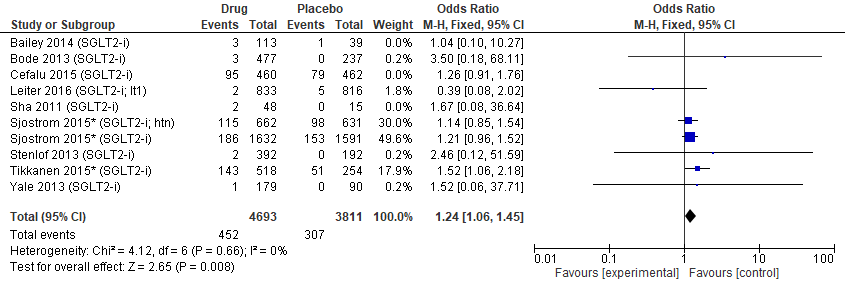 Drug Placebo Odds Ratio Odds Ratio
Study or Subgroup Events Total Events Total Weight M-H, Fixed, 95% CI M-H, Fixed, 95% CI
Bailey 2014 (SGLT2-i) 3 113 1 39 0.0% 1.04 [0.10, 10.27]
Bode 2013 (SGLT2-i) 3 477 0 237 0.0% 3.50 [0.18, 68.11]
Cefalu 2015 (SGLT2-i) 95 460 79 462 0.0% 1.26 [0.91, 1.76]
Leiter 2016 (SGLT2-i; lt1) 2 833 5 816 1.8% 0.39 [0.08, 2.02]
Sha 2011 (SGLT2-i) 2 48 0 15 0.0% 1.67 [0.08, 36.64]
Sjostrom 2015* (SGLT2-i; htn) 115 662 98 631 30.0% 1.14 [0.85, 1.54]
Sjostrom 2015* (SGLT2-i) 186 1632 153 1591 49.6% 1.21 [0.96, 1.52]
Stenlof 2013 (SGLT2-i) 2 392 0 192 0.2% 2.46 [0.12, 51.59]
Tikkanen 2015* (SGLT2-i) 143 518 51 254 17.9% 1.52 [1.06, 2.18]
Yale 2013 (SGLT2-i) 1 179 0 90 0.2% 1.52 [0.06, 37.71]
Total (95% CI) 4693 3811 100.0% 1.24 [1.06, 1.45]
Total events 452 307
Heterogeneity: Chi² = 4.12, df = 6 (P = 0.66); I² = 0%
Test for overall effect: Z = 2.65 (P = 0.008)
0.01 0.1 1 10 100
Favours [experimental] Favours [control]